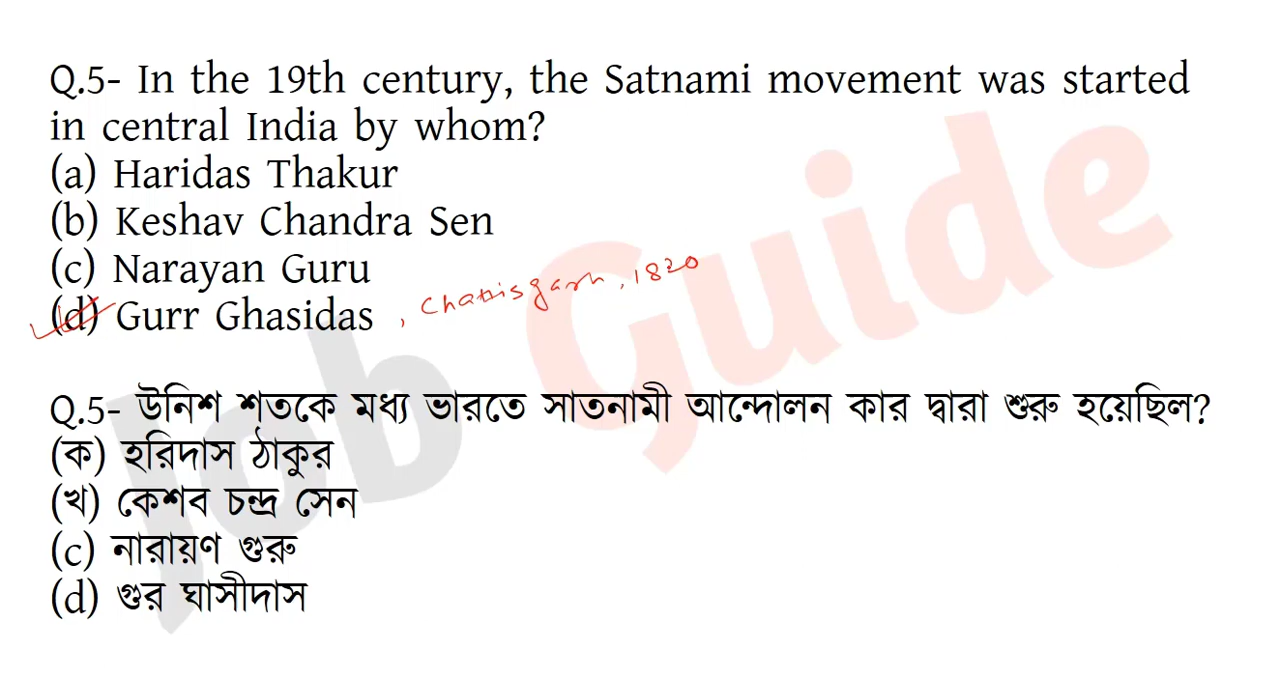 Q.5- In the 19th century, the Satnami movement was started
in central India by whom?
(a) Haridas Thakur
(b) Keshav Chandra Sen
(c) Narayan Guru
(d) Gurr Ghasidas , Chattisgarh, 1820
Q.5- উনিশ শতকে মধ্য ভারতে সাতনামী আন্দোলন কার দ্বারা শুরু হয়েছিল?
(ক) হরিদাস ঠাকুর
(খ) কেশব চন্দ্র সেন
(c) নারায়ণ গুরু
(d) গুর ঘাসীদাস
Job Guide